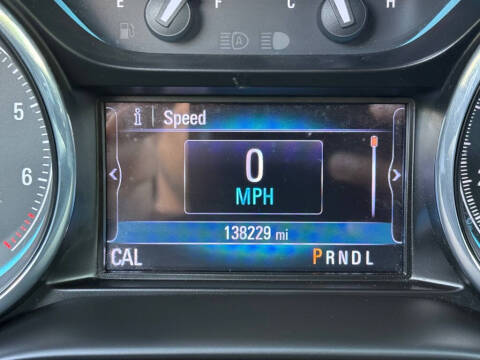 E F C H
i Speed
0
MPH
138229 mi
CAL PRNDL
5
6